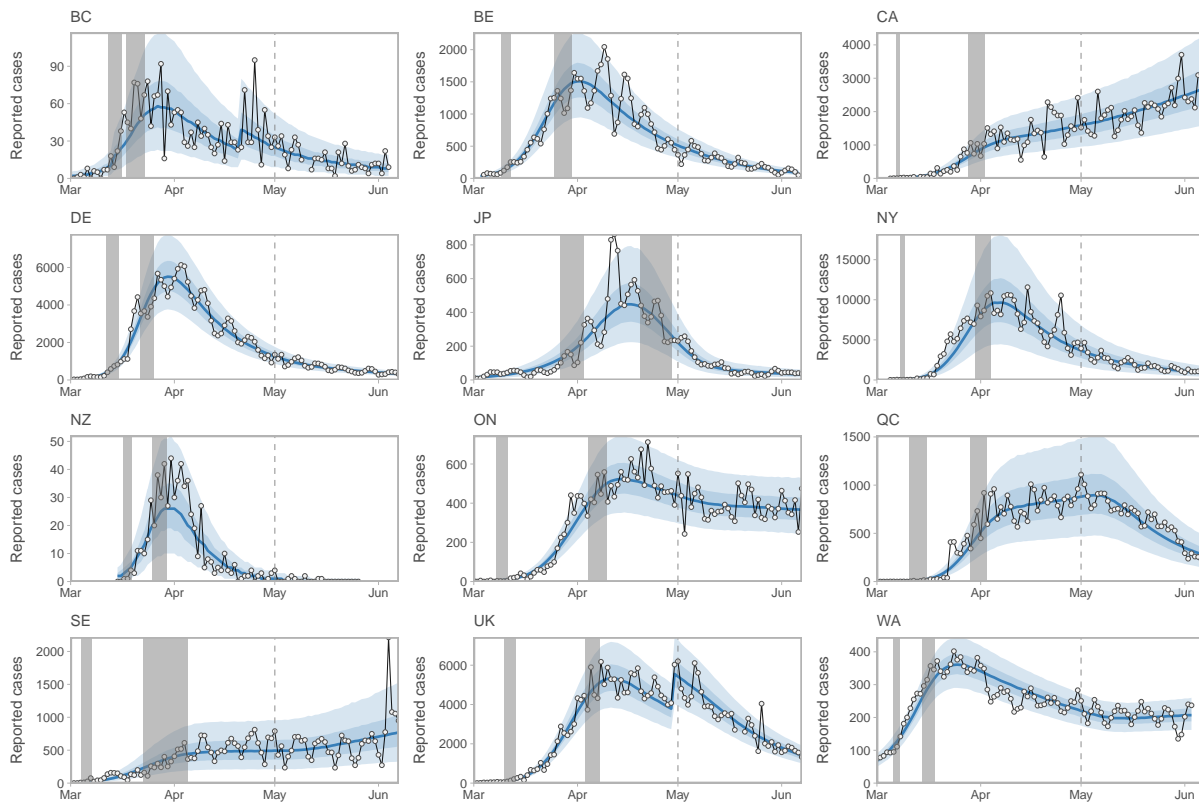 BC
BE
CA
Reported cases
90
60
30
0
Mar Apr May Jun
Reported cases
2000
1500
1000
500
0
Mar Apr May Jun
Reported cases
4000
3000
2000
1000
0
Mar Apr May Jun
DE
JP
NY
Reported cases
6000
4000
2000
0
Mar Apr May Jun
Reported cases
800
600
400
200
0
Mar Apr May Jun
Reported cases
15000
10000
5000
0
Mar Apr May Jun
NZ
ON
QC
Reported cases
50
40
30
20
10
0
Mar Apr May Jun
Reported cases
600
400
200
0
Mar Apr May Jun
Reported cases
1500
1000
500
0
Mar Apr May Jun
SE
UK
WA
Reported cases
2000
1500
1000
500
0
Mar Apr May Jun
Reported cases
6000
4000
2000
0
Mar Apr May Jun
Reported cases
400
300
200
100
0
Mar Apr May Jun